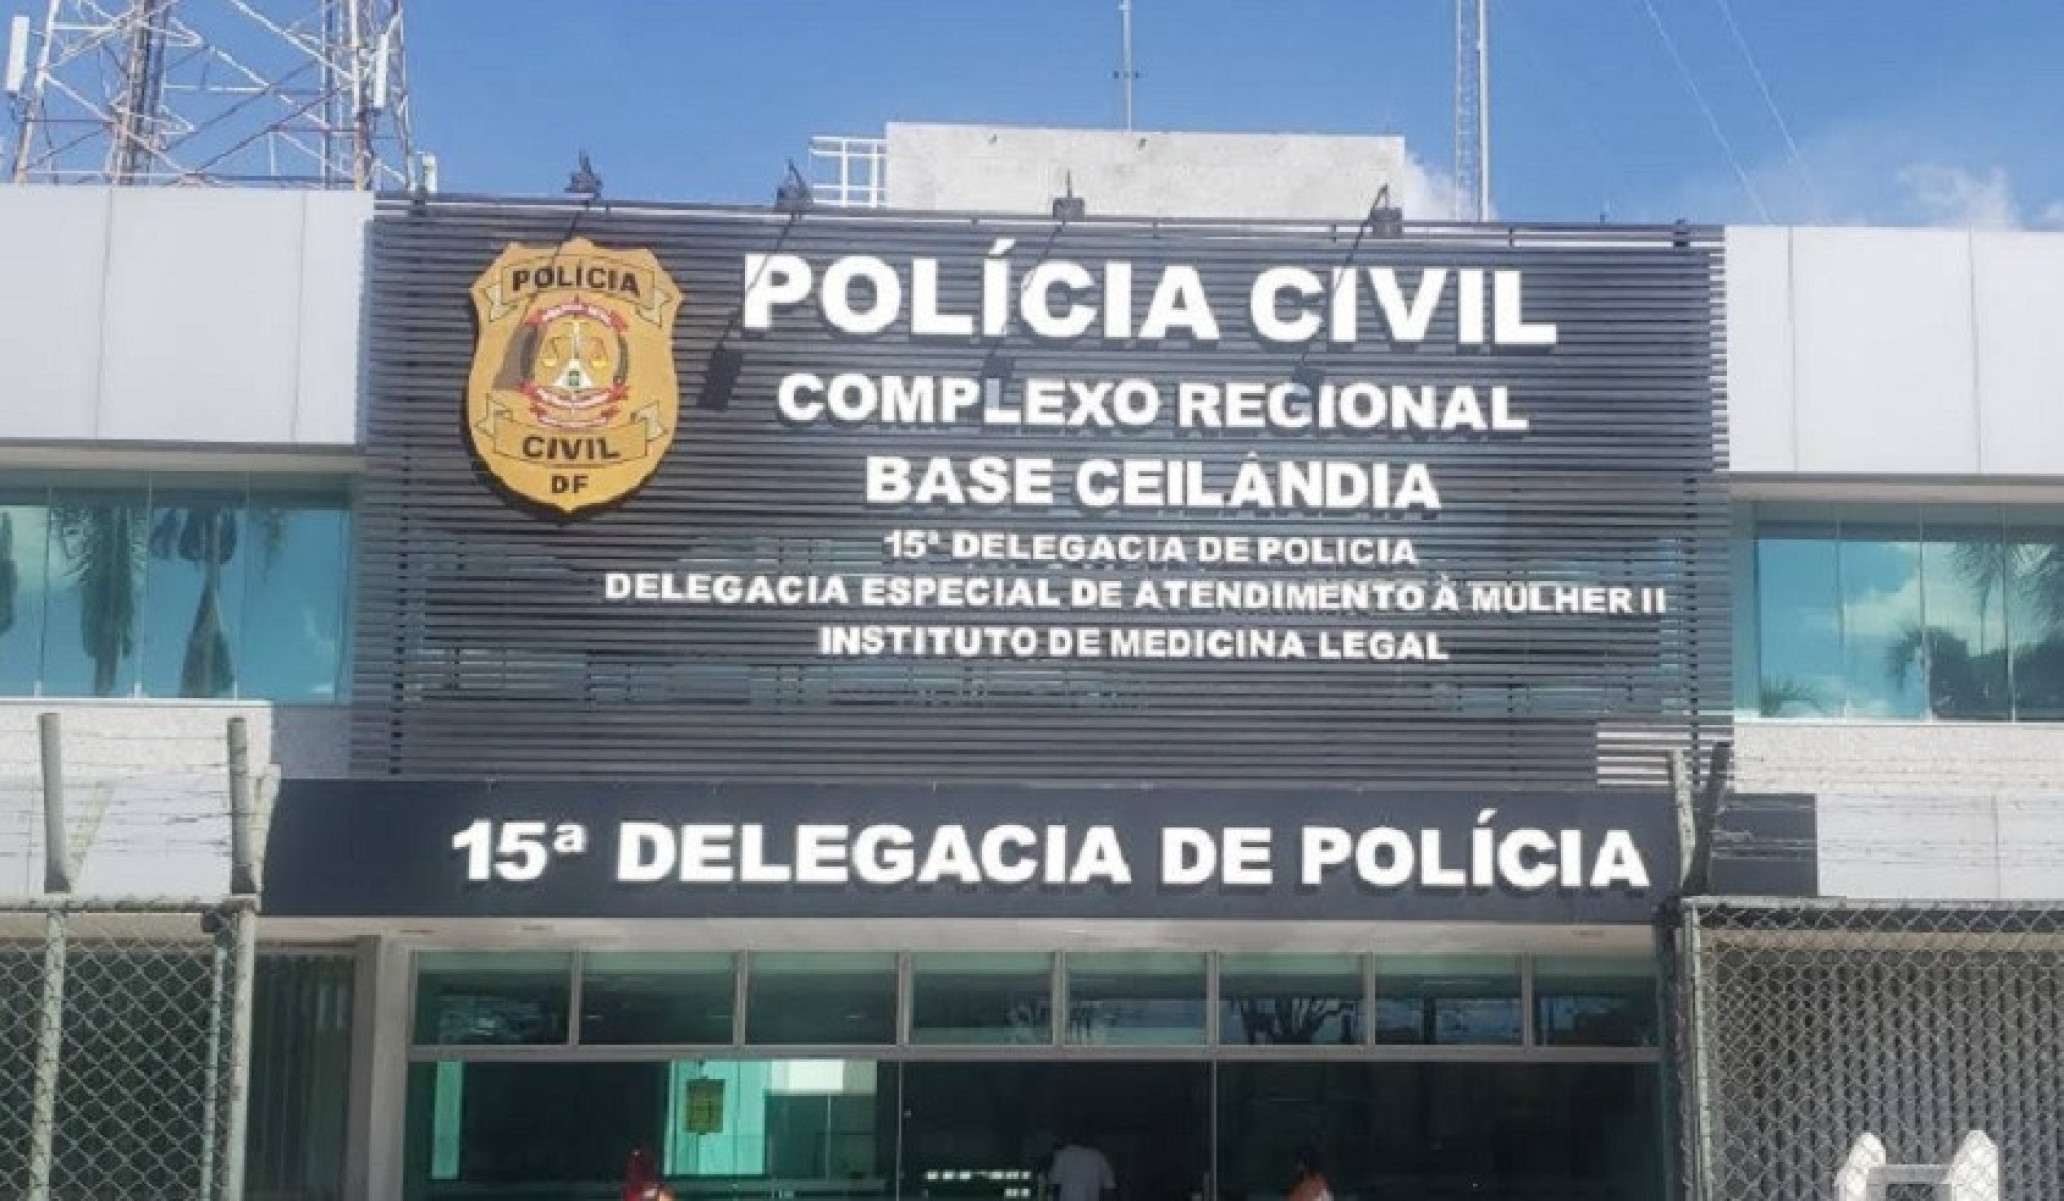 POLÍCIA
CIVIL
DF
POLÍCIA CIVIL
COMPLEXO REGIONAL
BASE CEILÂNDIA
15ª DELEGACIA DE POLICIA
DELEGACIA ESPECIAL DE ATENDIMENTO À MULHER II
INSTITUTO DE MEDICINA LEGAL
15ª DELEGACIA DE POLÍCIA